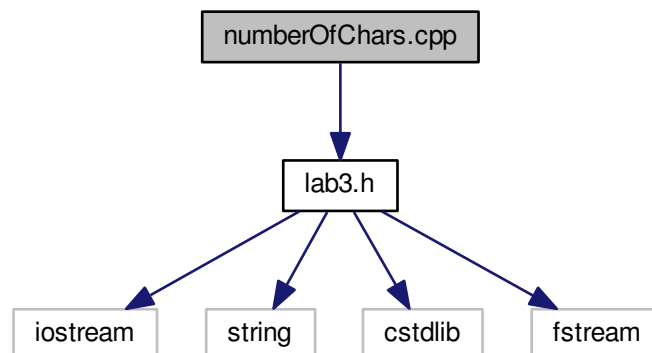 numberOfChars.cpp
lab3.h
iostream
string
cstdlib
fstream